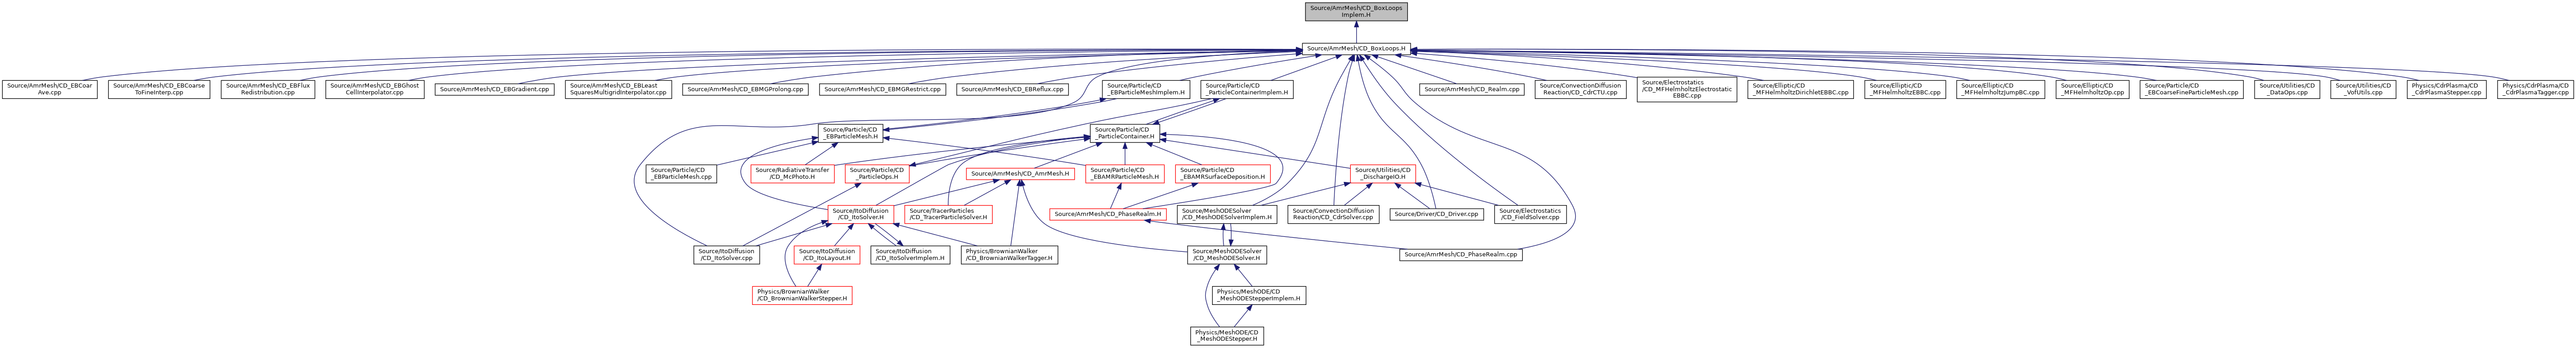 Source/AmrMesh/CD_BoxLoops
Implem.H
Source/AmrMesh/CD_BoxLoops.H
Source/AmrMesh/CD_EBCoar
Ave.cpp
Source/AmrMesh/CD_EBCoarse
ToFineInterp.cpp
Source/AmrMesh/CD_EBFlux
Redistribution.cpp
Source/AmrMesh/CD_EBGhost
CellInterpolator.cpp
Source/AmrMesh/CD_EBGradient.cpp
Source/AmrMesh/CD_EBLeast
SquaresMultigridInterpolator.cpp
Source/AmrMesh/CD_EBMGProlong.cpp
Source/AmrMesh/CD_EBMGRestrict.cpp
Source/AmrMesh/CD_EBReflux.cpp
Source/Particle/CD
_EBParticleMeshImplem.H
Source/Particle/CD
_ParticleContainerImplem.H
Source/AmrMesh/CD_Realm.cpp
Source/ConvectionDiffusion
Reaction/CD_CdrCTU.cpp
Source/Electrostatics
/CD_MFHelmholtzElectrostatic
EBBC.cpp
Source/Elliptic/CD
_MFHelmholtzDirichletEBBC.cpp
Source/Elliptic/CD
_MFHelmholtzEBBC.cpp
Source/Elliptic/CD
_MFHelmholtzJumpBC.cpp
Source/Elliptic/CD
_MFHelmholtzOp.cpp
Source/Particle/CD
_EBCoarseFineParticleMesh.cpp
Source/Utilities/CD
_DataOps.cpp
Source/Utilities/CD
_VofUtils.cpp
Physics/CdrPlasma/CD
_CdrPlasmaStepper.cpp
Physics/CdrPlasma/CD
_CdrPlasmaTagger.cpp
Source/Particle/CD
_EBParticleMesh.H
Source/Particle/CD
_ParticleContainer.H
Source/Particle/CD
_EBParticleMesh.cpp
Source/RadiativeTransfer
/CD_McPhoto.H
Source/Particle/CD
_ParticleOps.H
Source/AmrMesh/CD_AmrMesh.H
Source/Particle/CD
_EBAMRParticleMesh.H
Source/Particle/CD
_EBAMRSurfaceDeposition.H
Source/Utilities/CD
_DischargeIO.H
Source/ItoDiffusion
/CD_ItoSolver.H
Source/TracerParticles
/CD_TracerParticleSolver.H
Source/AmrMesh/CD_PhaseRealm.H
Source/MeshODESolver
/CD_MeshODESolverImplem.H
Source/ConvectionDiffusion
Reaction/CD_CdrSolver.cpp
Source/Driver/CD_Driver.cpp
Source/Electrostatics
/CD_FieldSolver.cpp
Source/ItoDiffusion
/CD_ItoSolver.cpp
Source/ItoDiffusion
/CD_ItoLayout.H
Source/ItoDiffusion
/CD_ItoSolverImplem.H
Physics/BrownianWalker
/CD_BrownianWalkerTagger.H
Source/MeshODESolver
/CD_MeshODESolver.H
Source/AmrMesh/CD_PhaseRealm.cpp
Physics/BrownianWalker
/CD_BrownianWalkerStepper.H
Physics/MeshODE/CD
_MeshODEStepperImplem.H
Physics/MeshODE/CD
_MeshODEStepper.H